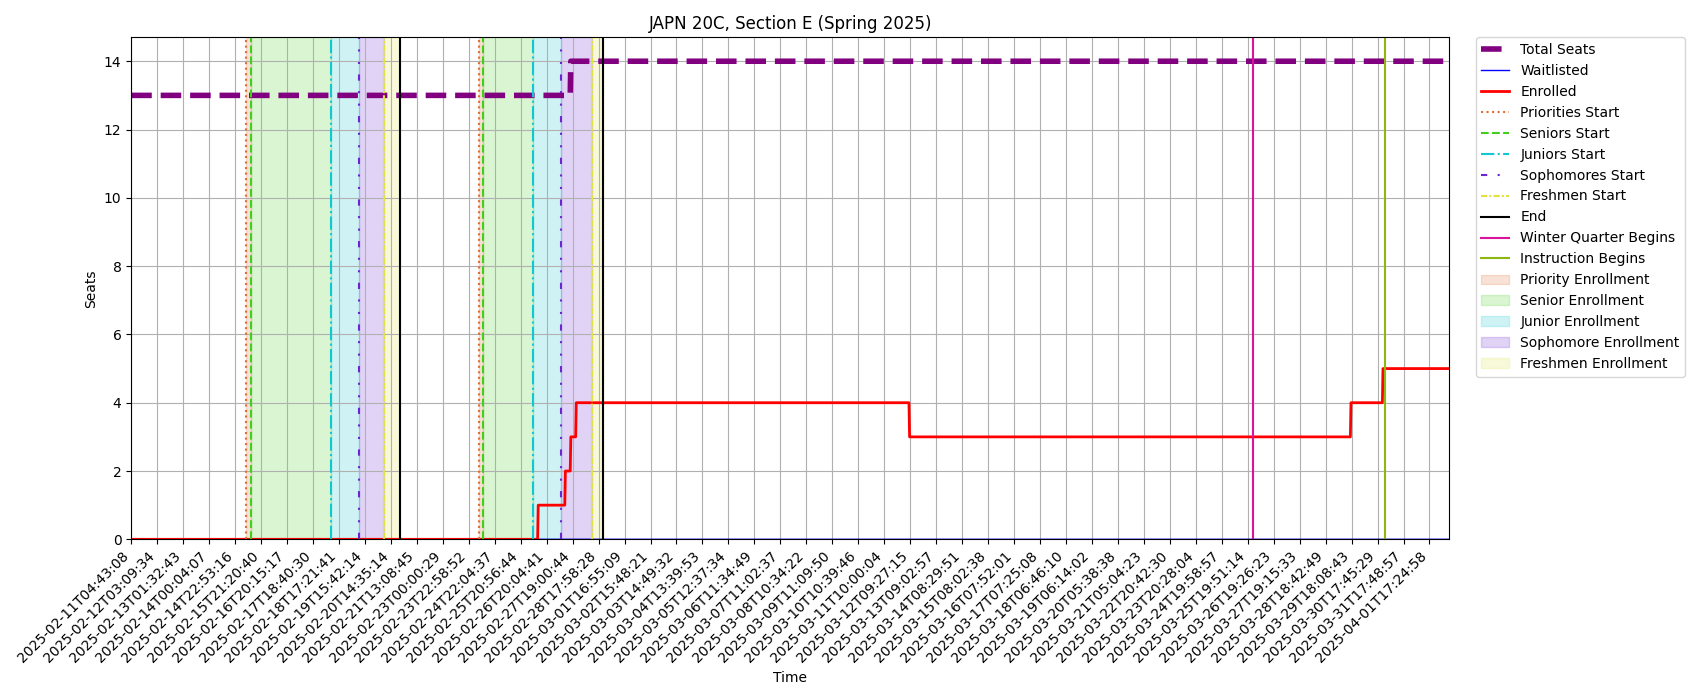 JAPN 20C, Section E (Spring 2025)
Seats
14
12
10
8
6
4
2
0
2025-02-11T04:43:08
2025-02-12T03:09:34
2025-02-13T01:32:43
2025-02-14T00:04:07
2025-02-14T22:53:16
2025-02-15T21:20:40
2025-02-16T20:15:17
2025-02-17T18:40:30
2025-02-18T17:21:41
2025-02-19T15:42:14
2025-02-20T14:35:14
2025-02-21T13:08:45
2025-02-23T00:00:29
2025-02-23T22:58:52
2025-02-24T22:04:37
2025-02-25T20:56:44
2025-02-26T20:04:41
2025-02-27T19:00:44
2025-02-28T17:58:28
2025-03-01T16:55:09
2025-03-02T15:48:21
2025-03-03T14:49:32
2025-03-04T13:39:53
2025-03-05T12:37:34
2025-03-06T11:34:49
2025-03-07T11:02:37
2025-03-08T10:34:22
2025-03-09T11:09:50
2025-03-10T10:39:46
2025-03-11T10:00:04
2025-03-12T09:27:15
2025-03-13T09:02:57
2025-03-14T08:29:51
2025-03-15T08:02:38
2025-03-16T07:52:01
2025-03-17T07:25:08
2025-03-18T06:46:10
2025-03-19T06:14:02
2025-03-20T05:38:38
2025-03-21T05:04:23
2025-03-22T20:42:30
2025-03-23T20:28:04
2025-03-24T19:58:57
2025-03-25T19:51:14
2025-03-26T19:26:23
2025-03-27T19:15:33
2025-03-28T18:42:49
2025-03-29T18:08:43
2025-03-30T17:45:29
2025-03-31T17:48:57
2025-04-01T17:24:58
Time
Total Seats
Waitlisted
Enrolled
Priorities Start
Seniors Start
Juniors Start
Sophomores Start
Freshmen Start
End
Winter Quarter Begins
Instruction Begins
Priority Enrollment
Senior Enrollment
Junior Enrollment
Sophomore Enrollment
Freshmen Enrollment